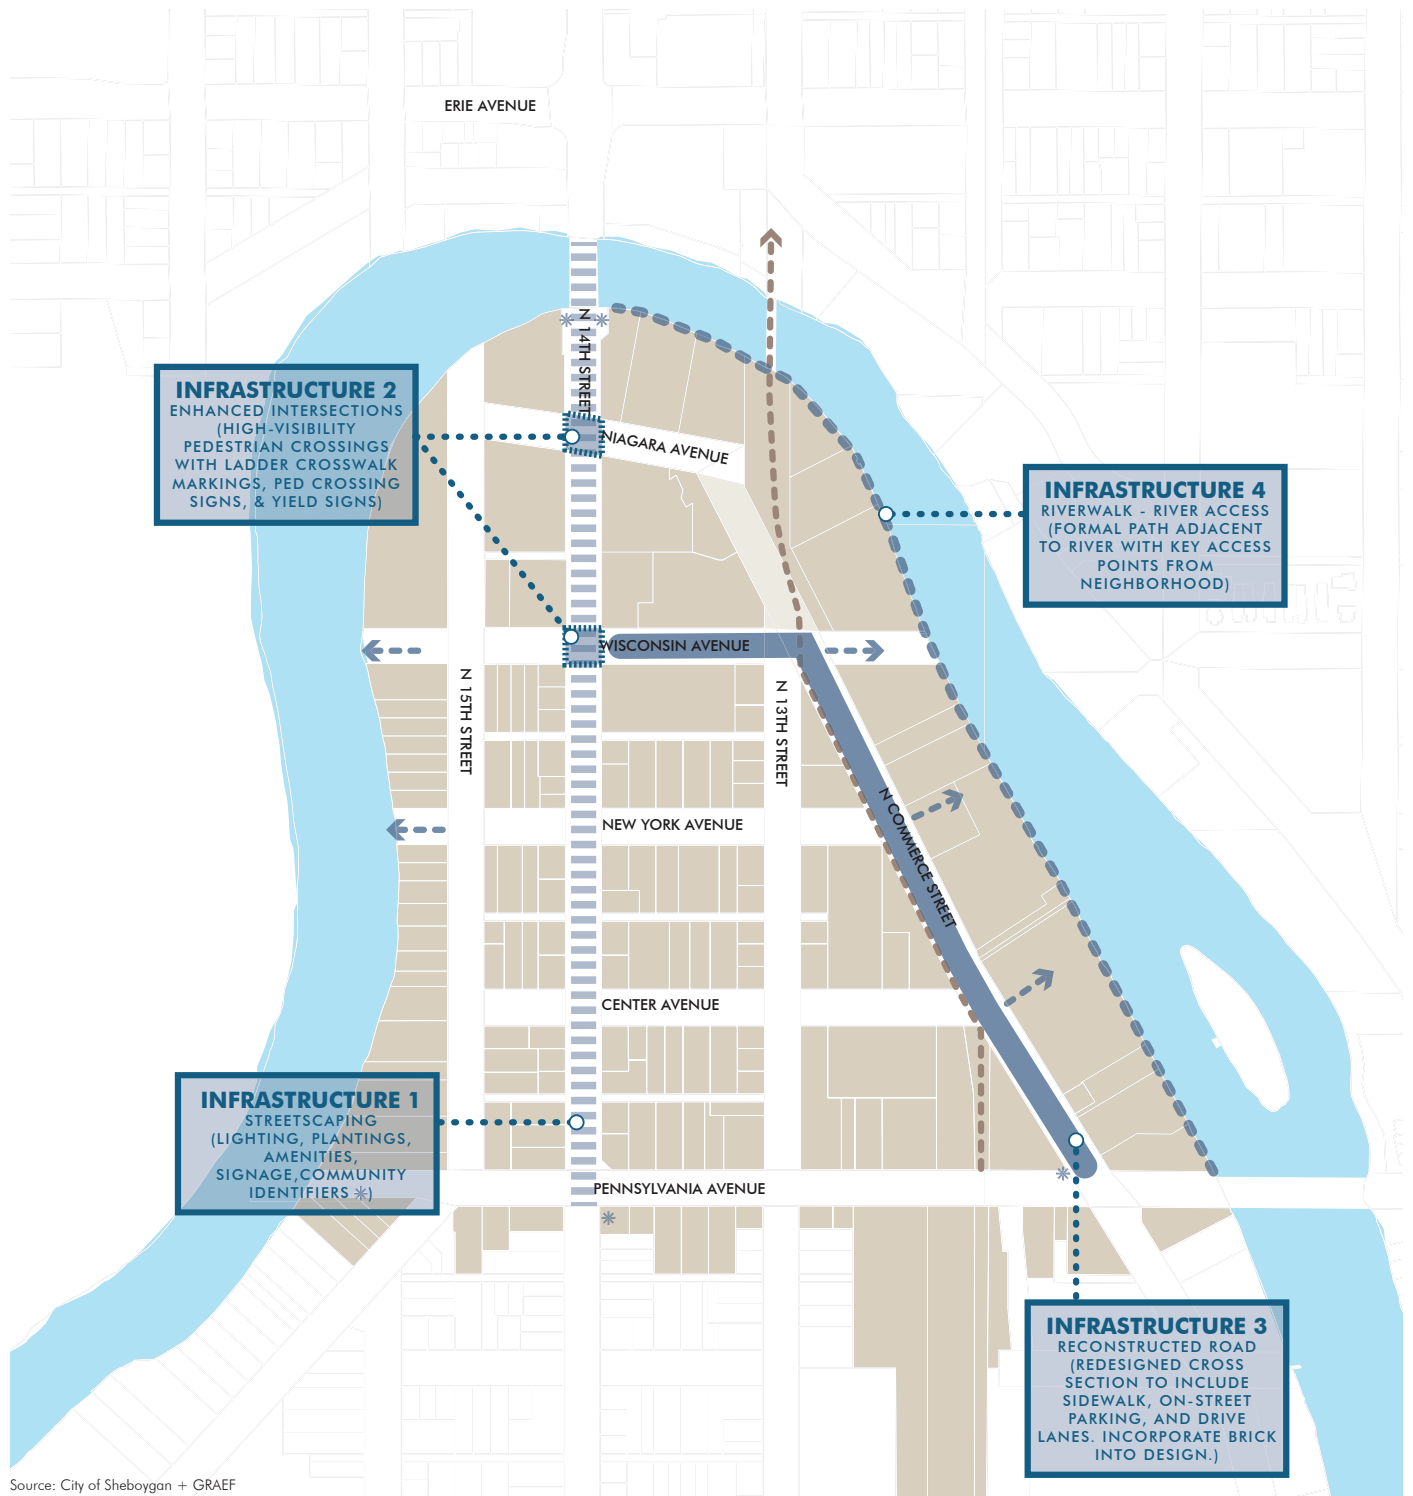 ERIE AVENUE
N 14TH STREET
INFRASTRUCTURE 2
ENHANCED INTERSECTIONS
(HIGH-VISIBILITY
PEDESTRIAN CROSSINGS
WITH LADDER CROSSWALK
MARKINGS, PED CROSSING
SIGNS, & YIELD SIGNS)
NIAGARA AVENUE
INFRASTRUCTURE 4
RIVERWALK - RIVER ACCESS
(FORMAL PATH ADJACENT
TO RIVER WITH KEY ACCESS
POINTS FROM
NEIGHBORHOOD)
WISCONSIN AVENUE
N 15TH STREET
N 13TH STREET
N COMMERCE STREET
NEW YORK AVENUE
CENTER AVENUE
INFRASTRUCTURE 1
STREETSCAPING
(LIGHTING, PLANTINGS,
AMENITIES,
SIGNAGE,COMMUNITY
IDENTIFIERS ✳)
PENNSYLVANIA AVENUE
INFRASTRUCTURE 3
RECONSTRUCTED ROAD
(REDESIGNED CROSS
SECTION TO INCLUDE
SIDEWALK, ON-STREET
PARKING, AND DRIVE
LANES. INCORPORATE BRICK
INTO DESIGN.)
Source: City of Sheboygan + GRAEF